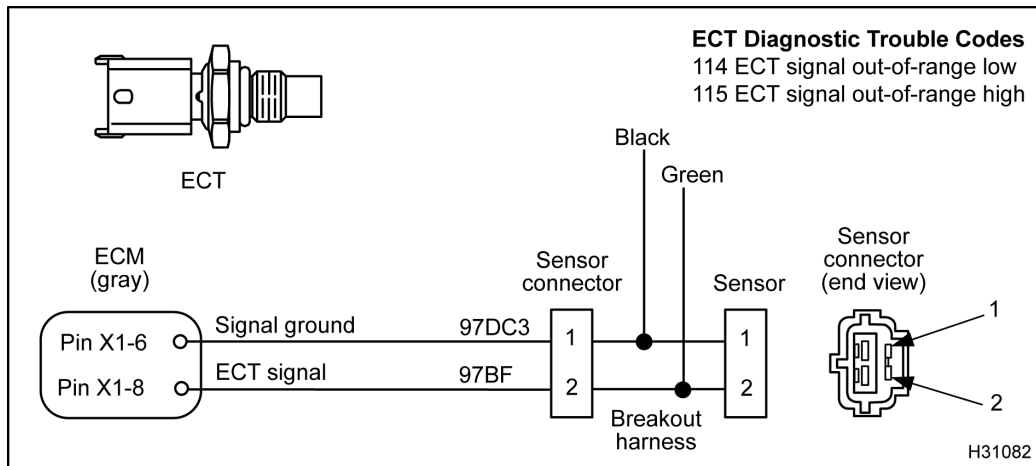 ECT Diagnostic Trouble Codes
114 ECT signal out-of-range low
115 ECT signal out-of-range high
ECT
Black
Green
ECM
(gray)
Sensor
connector
Sensor
Sensor
connector
(end view)
Pin X1-6
Signal ground
97DC3
1
1
Pin X1-8
ECT signal
97BF
2
2
Breakout
harness
1
2
H31082